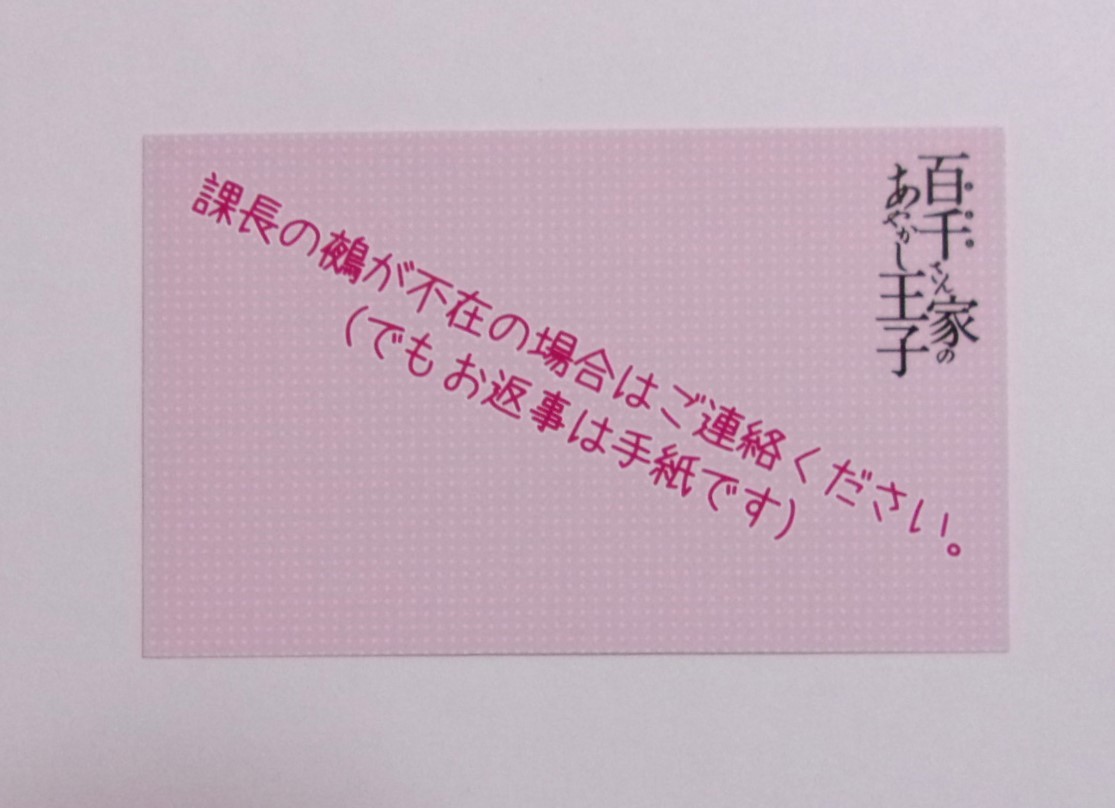 課長の鵺が不在の場合はご連絡ください。
（でもお返事は手紙です）
百千さん家の
あやかし王子